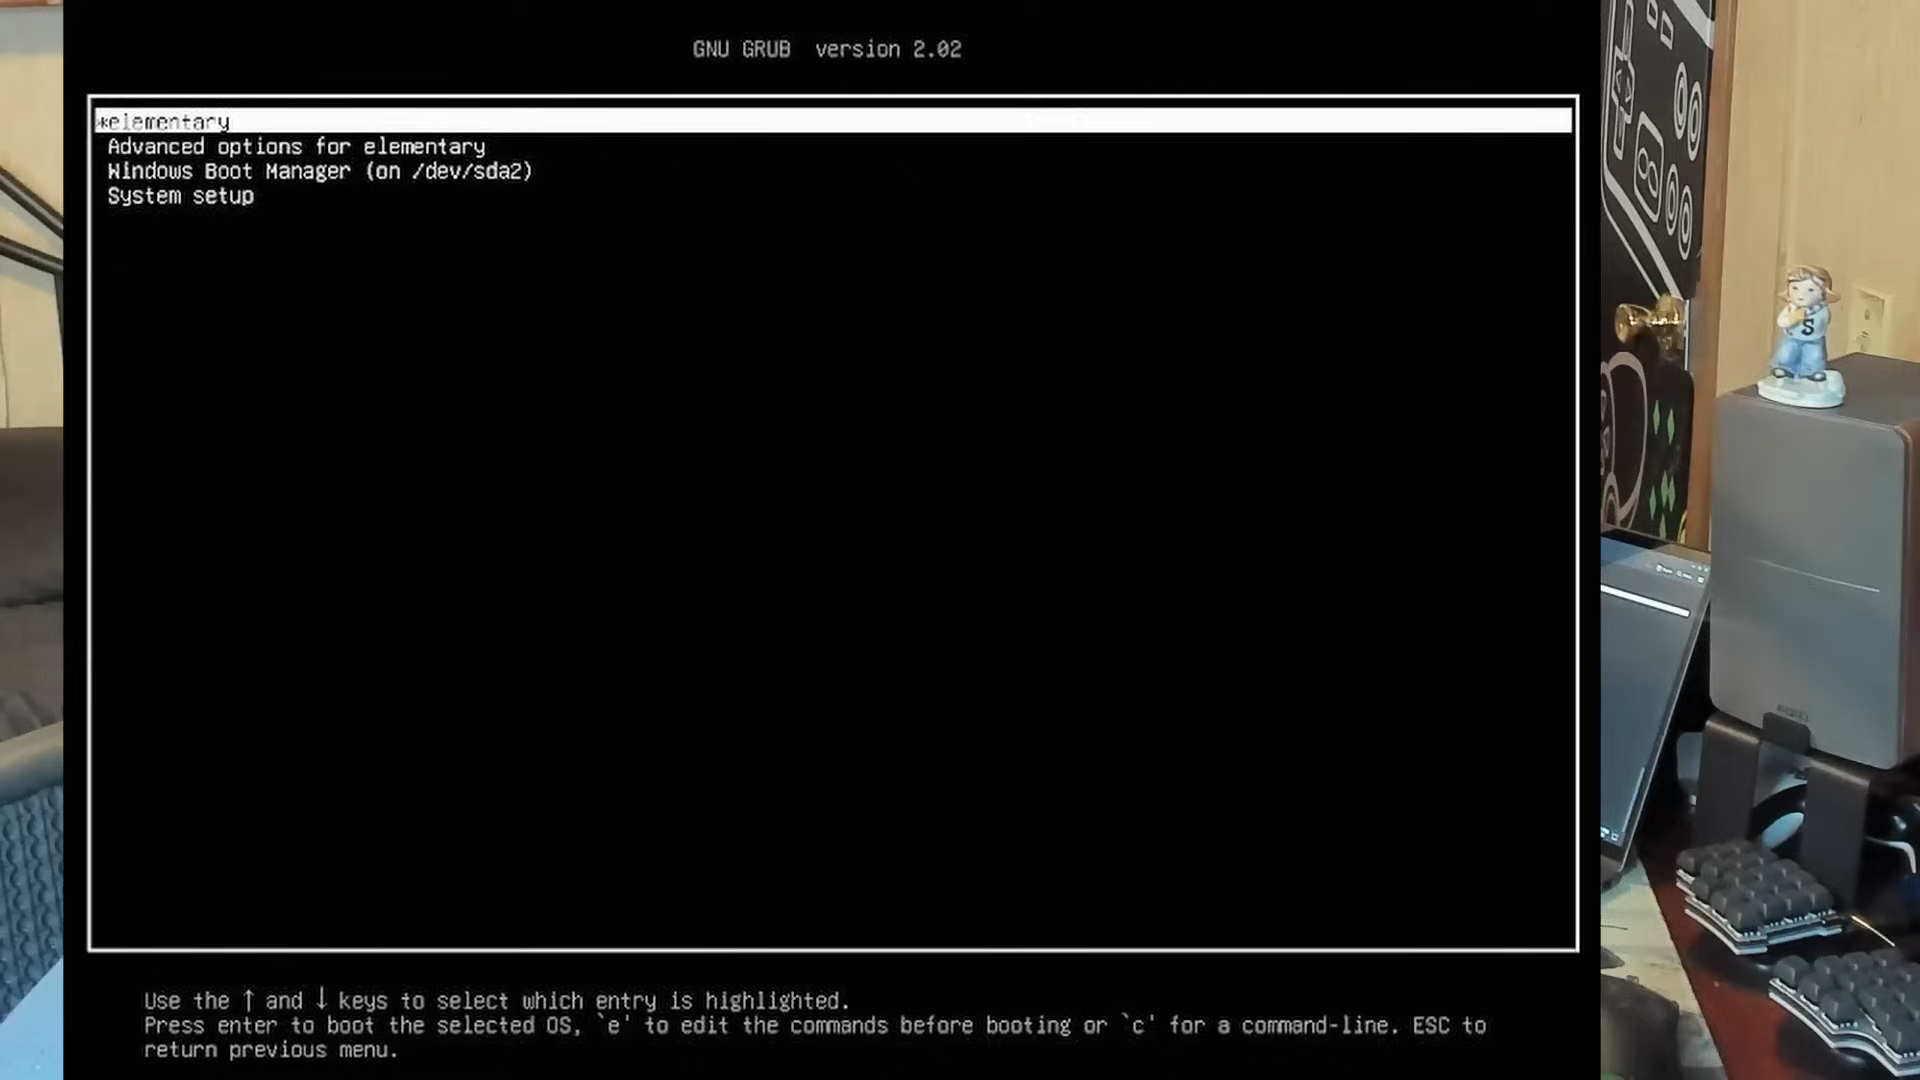 GNU GRUB  version 2.02
*elementary
Advanced options for elementary
Windows Boot Manager (on /dev/sda2)
System setup
Use the ↑ and ↓ keys to select which entry is highlighted.
Press enter to boot the selected OS, `e' to edit the commands before booting or `c' for a command-line. ESC to
return previous menu.
S